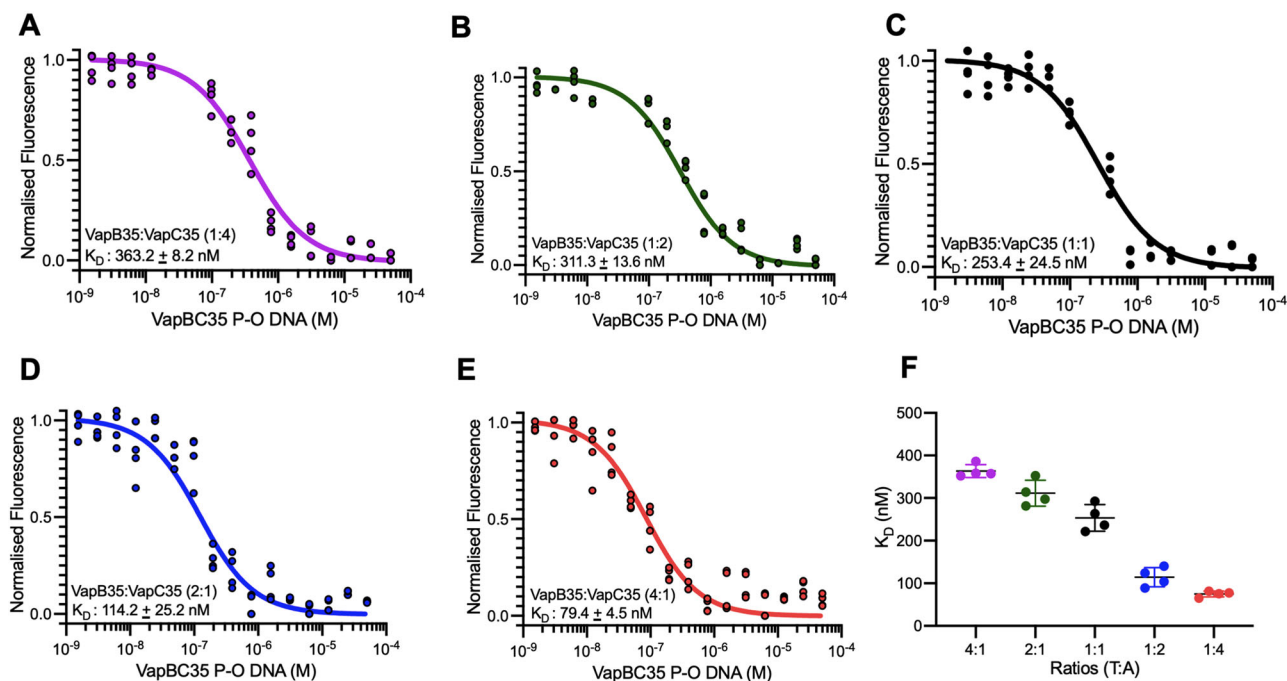 A
Normalised Fluorescence
1.0
0.5
0.0
VapB35:VapC35 (1:4)
K_D : 363.2 ± 8.2 nM
10⁻⁹ 10⁻⁸ 10⁻⁷ 10⁻⁶ 10⁻⁵ 10⁻⁴
VapBC35 P-O DNA (M)
B
Normalised Fluorescence
1.0
0.5
0.0
VapB35:VapC35 (1:2)
K_D : 311.3 ± 13.6 nM
10⁻⁹ 10⁻⁸ 10⁻⁷ 10⁻⁶ 10⁻⁵ 10⁻⁴
VapBC35 P-O DNA (M)
C
Normalised Fluorescence
1.0
0.5
0.0
VapB35:VapC35 (1:1)
K_D : 253.4 ± 24.5 nM
10⁻⁹ 10⁻⁸ 10⁻⁷ 10⁻⁶ 10⁻⁵ 10⁻⁴
VapBC35 P-O DNA (M)
D
Normalised Fluorescence
1.0
0.5
0.0
VapB35:VapC35 (2:1)
K_D : 114.2 ± 25.2 nM
10⁻⁹ 10⁻⁸ 10⁻⁷ 10⁻⁶ 10⁻⁵ 10⁻⁴
VapBC35 P-O DNA (M)
E
Normalised Fluorescence
1.0
0.5
0.0
VapB35:VapC35 (4:1)
K_D : 79.4 ± 4.5 nM
10⁻⁹ 10⁻⁸ 10⁻⁷ 10⁻⁶ 10⁻⁵ 10⁻⁴
VapBC35 P-O DNA (M)
F
K_D (nM)
500
400
300
200
100
0
4:1 2:1 1:1 1:2 1:4
Ratios (T:A)